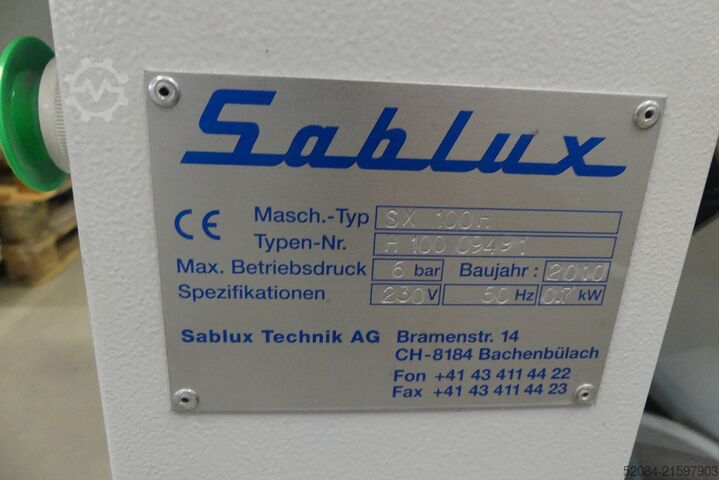 Sablux
CE Masch.-Typ SX 100.H
Typen-Nr. H 100 09491
Max. Betriebsdruck 6 bar Baujahr : 2010
Spezifikationen 230 V 50 Hz 0.7 kW
Sablux Technik AG Bramenstr. 14
CH-8184 Bachenbülach
Fon +41 43 411 44 22
Fax +41 43 411 44 23
52084-21597903